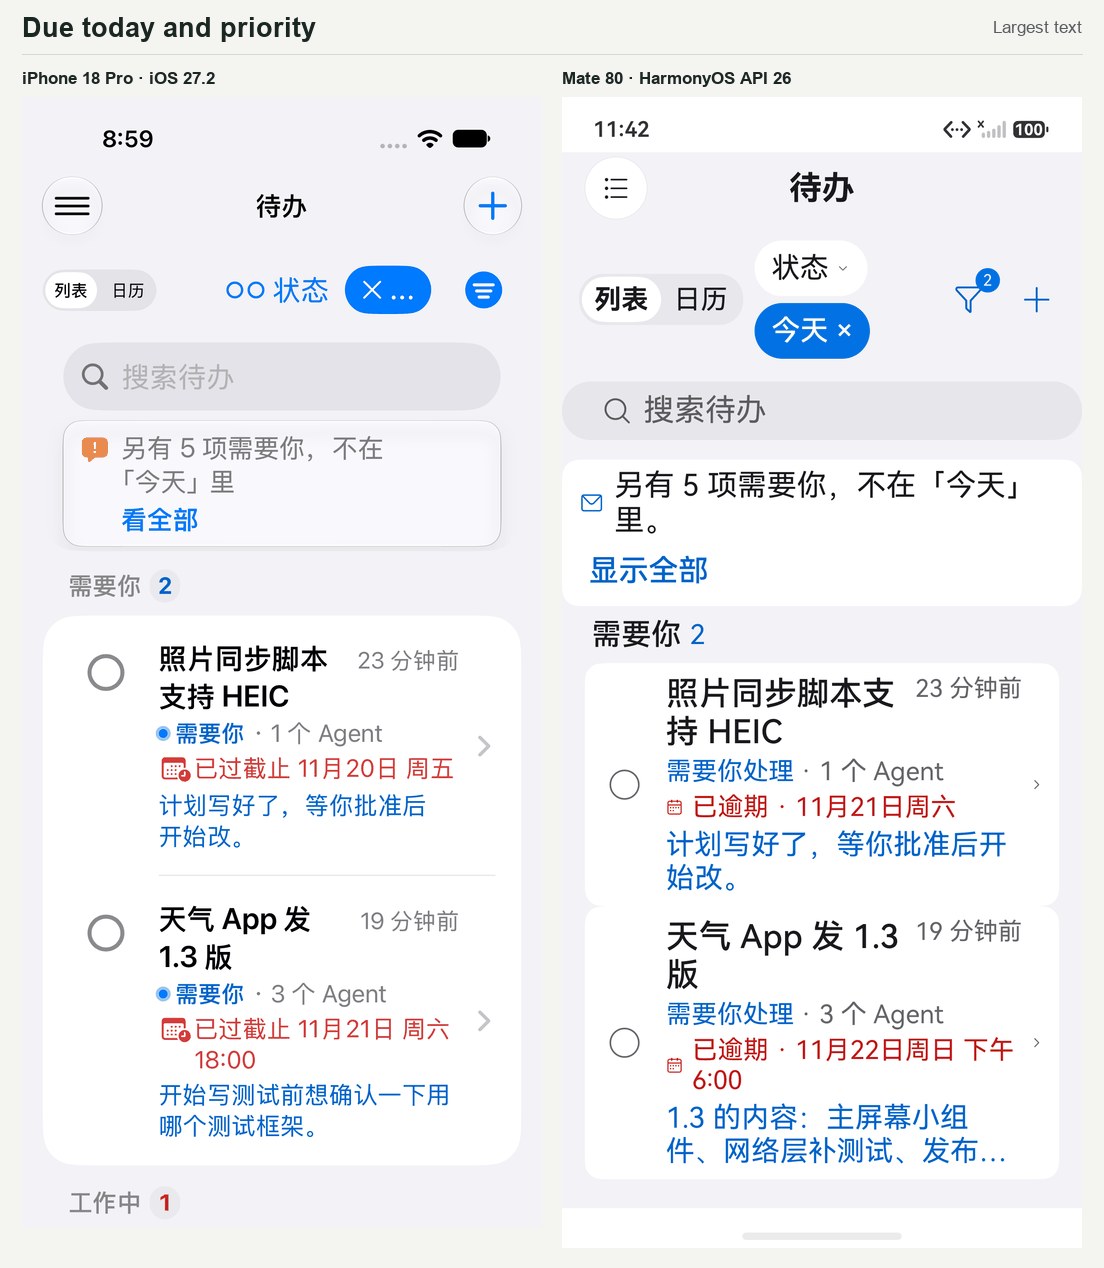 Due today and priority
Largest text
iPhone 18 Pro · iOS 27.2
8:59
待办
列表
日历
状态
× ...
搜索待办
! 另有 5 项需要你，不在
「今天」里
看全部
需要你 2
照片同步脚本
支持 HEIC
23 分钟前
需要你 · 1 个 Agent
已过截止 11月20日 周五
计划写好了，等你批准后
开始改。
天气 App 发
1.3 版
19 分钟前
需要你 · 3 个 Agent
已过截止 11月21日 周六
18:00
开始写测试前想确认一下用
哪个测试框架。
工作中 1
Mate 80 · HarmonyOS API 26
11:42
100
待办
列表
日历
状态
今天 ×
2
搜索待办
另有 5 项需要你，不在「今天」
里。
显示全部
需要你 2
照片同步脚本支
持 HEIC
23 分钟前
需要你处理 · 1 个 Agent
已逾期 · 11月21日周六
计划写好了，等你批准后开
始改。
天气 App 发 1.3
版
19 分钟前
需要你处理 · 3 个 Agent
已逾期 · 11月22日周日 下午
6:00
1.3 的内容：主屏幕小组
件、网络层补测试、发布...